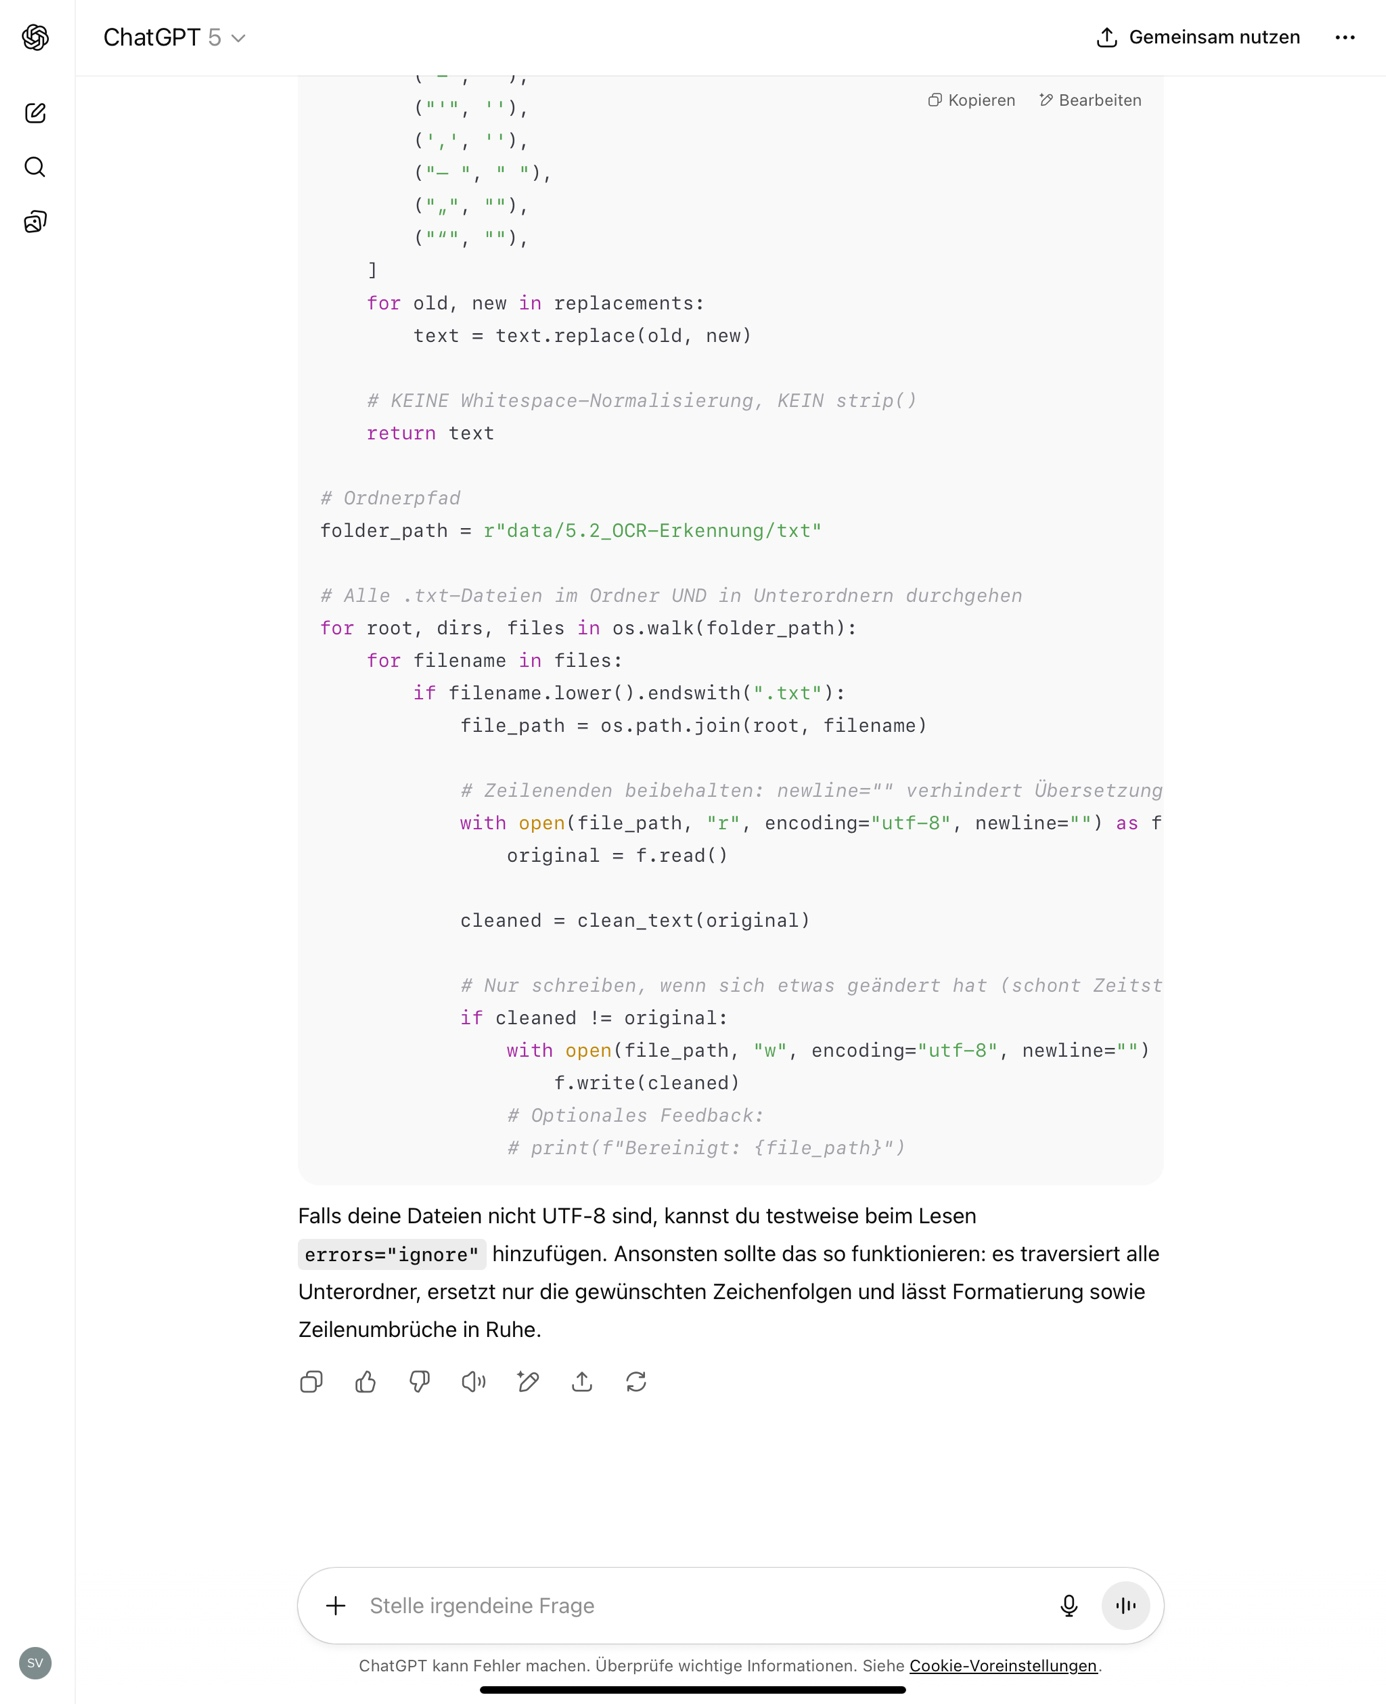 ChatGPT 5
Gemeinsam nutzen
Kopieren
Bearbeiten
("'", ''),
(',', ''),
("— ", " "),
("„", ""),
("“", ""),
]
for old, new in replacements:
text = text.replace(old, new)
# KEINE Whitespace-Normalisierung, KEIN strip()
return text
# Ordnerpfad
folder_path = r"data/5.2_OCR-Erkennung/txt"
# Alle .txt-Dateien im Ordner UND in Unterordnern durchgehen
for root, dirs, files in os.walk(folder_path):
for filename in files:
if filename.lower().endswith(".txt"):
file_path = os.path.join(root, filename)
# Zeilenenden beibehalten: newline="" verhindert Übersetzung
with open(file_path, "r", encoding="utf-8", newline="") as f
original = f.read()
cleaned = clean_text(original)
# Nur schreiben, wenn sich etwas geändert hat (schont Zeitst
if cleaned != original:
with open(file_path, "w", encoding="utf-8", newline="")
f.write(cleaned)
# Optionales Feedback:
# print(f"Bereinigt: {file_path}")
Falls deine Dateien nicht UTF-8 sind, kannst du testweise beim Lesen
errors="ignore" hinzufügen. Ansonsten sollte das so funktionieren: es traversiert alle
Unterordner, ersetzt nur die gewünschten Zeichenfolgen und lässt Formatierung sowie
Zeilenumbrüche in Ruhe.
Stelle irgendeine Frage
ChatGPT kann Fehler machen. Überprüfe wichtige Informationen. Siehe Cookie-Voreinstellungen.
SV